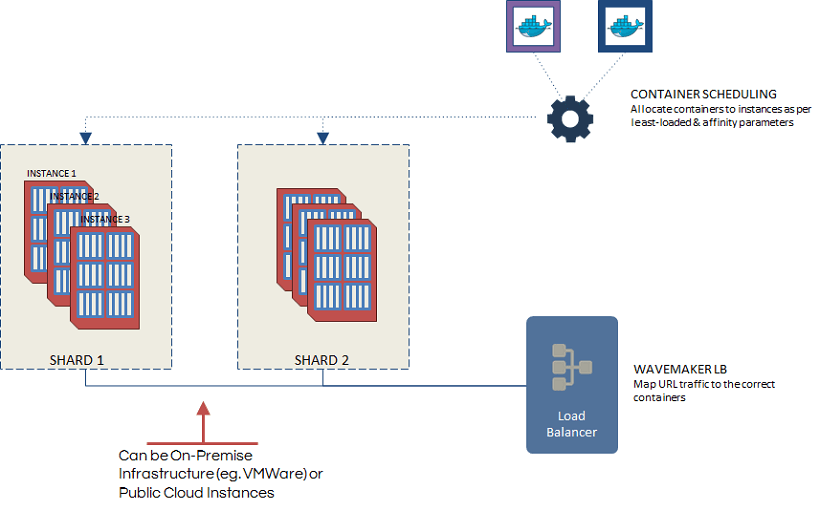 CONTAINER SCHEDULING
Allocate containers to instances as per
least-loaded & affinity parameters
INSTANCE 1
INSTANCE 2
INSTANCE 3
SHARD 1
SHARD 2
WAVEMAKER LB
Map URL traffic to the correct
containers
Load
Balancer
Can be On-Premise
Infrastructure (eg. VMWare) or
Public Cloud Instances